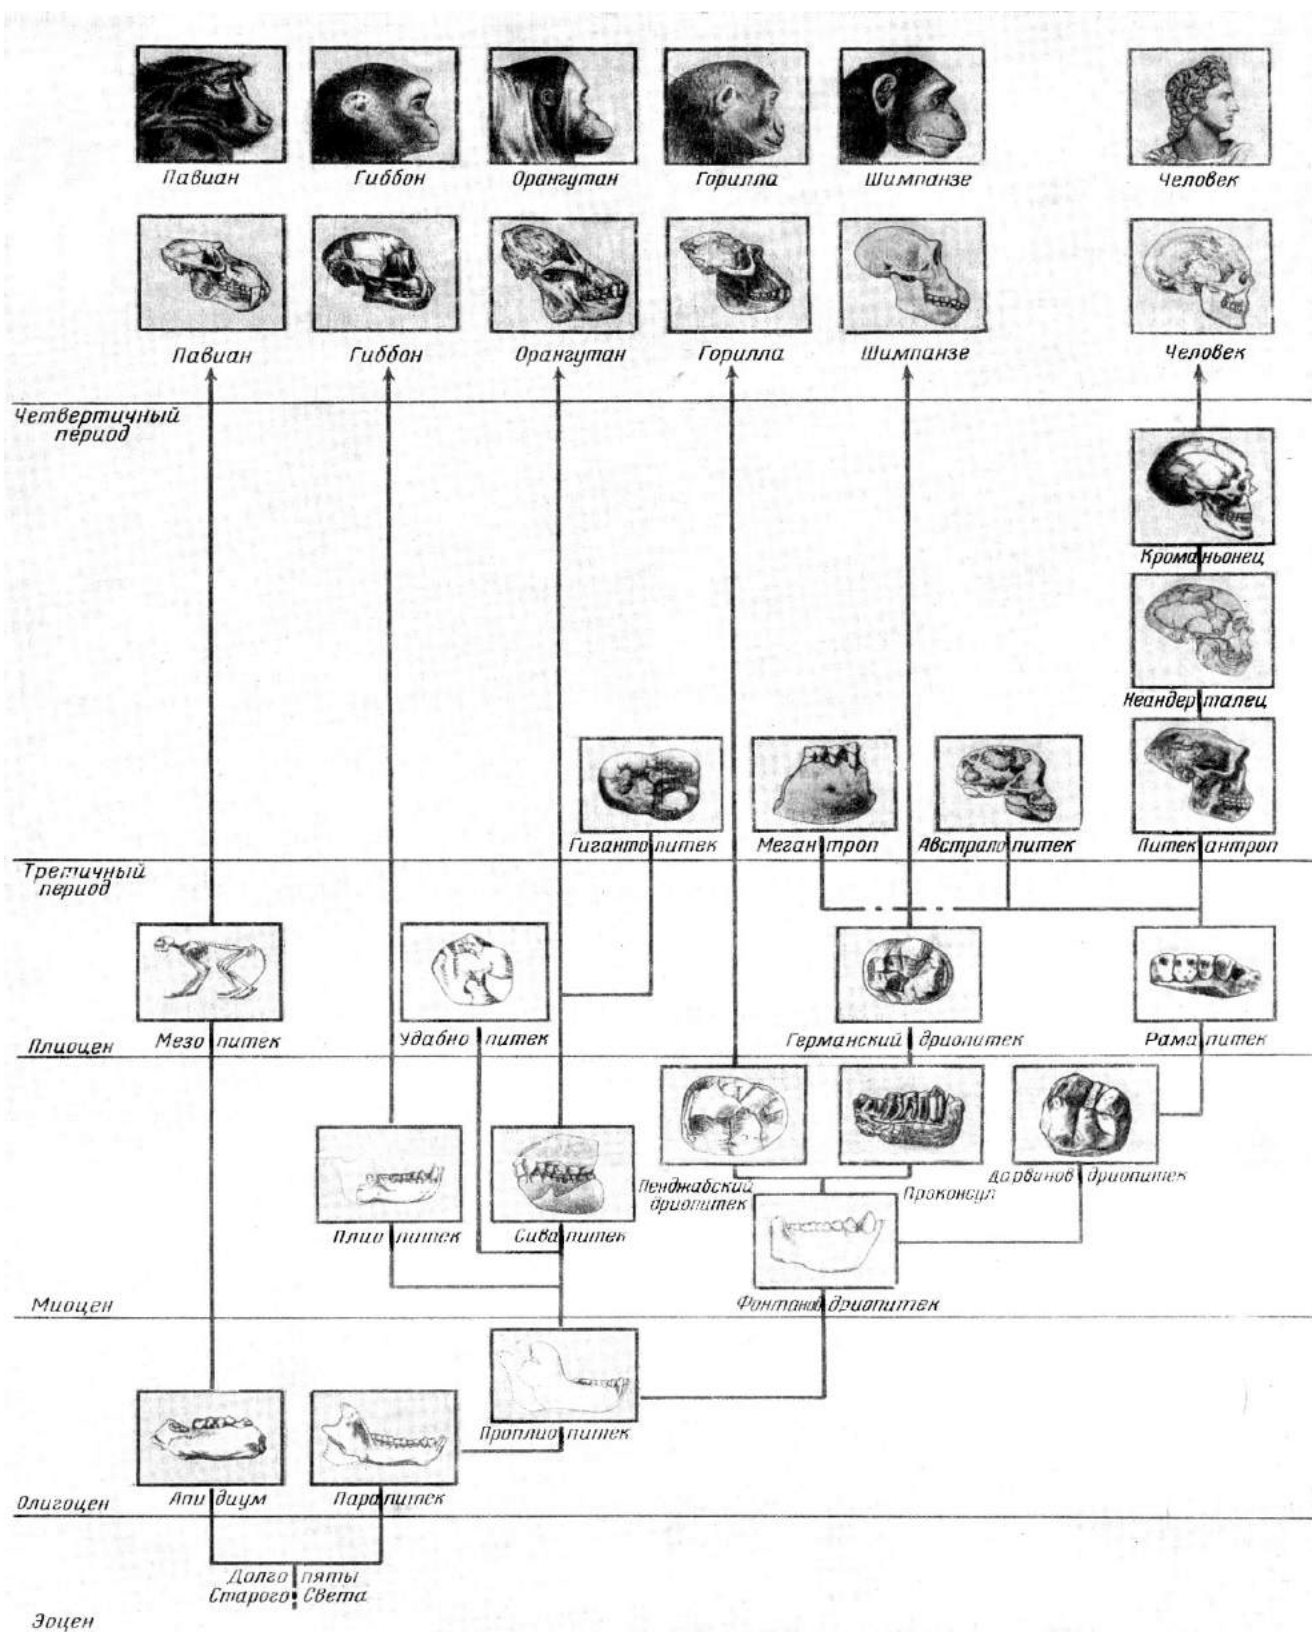 Павиан
Гиббон
Орангутан
Горилла
Шимпанзе
Человек
Павиан
Гиббон
Орангутан
Горилла
Шимпанзе
Человек
Четвертичный
период
Кроманьонец
Неандерталец
Гигантопитек
Мегантроп
Австралопитек
Питекантроп
Третичный
период
Мезопитек
Удабнопитек
Германский дриопитек
Рамапитек
Плиоцен
Плиопитек
Сивапитек
Пенджабский
дриопитек
Проконсул
Дарвинов дриопитек
Миоцен
Фонтанов дриопитек
Проплиопитек
Олигоцен
Апидиум
Парапитек
Долгопяты
Старого Света
Эоцен